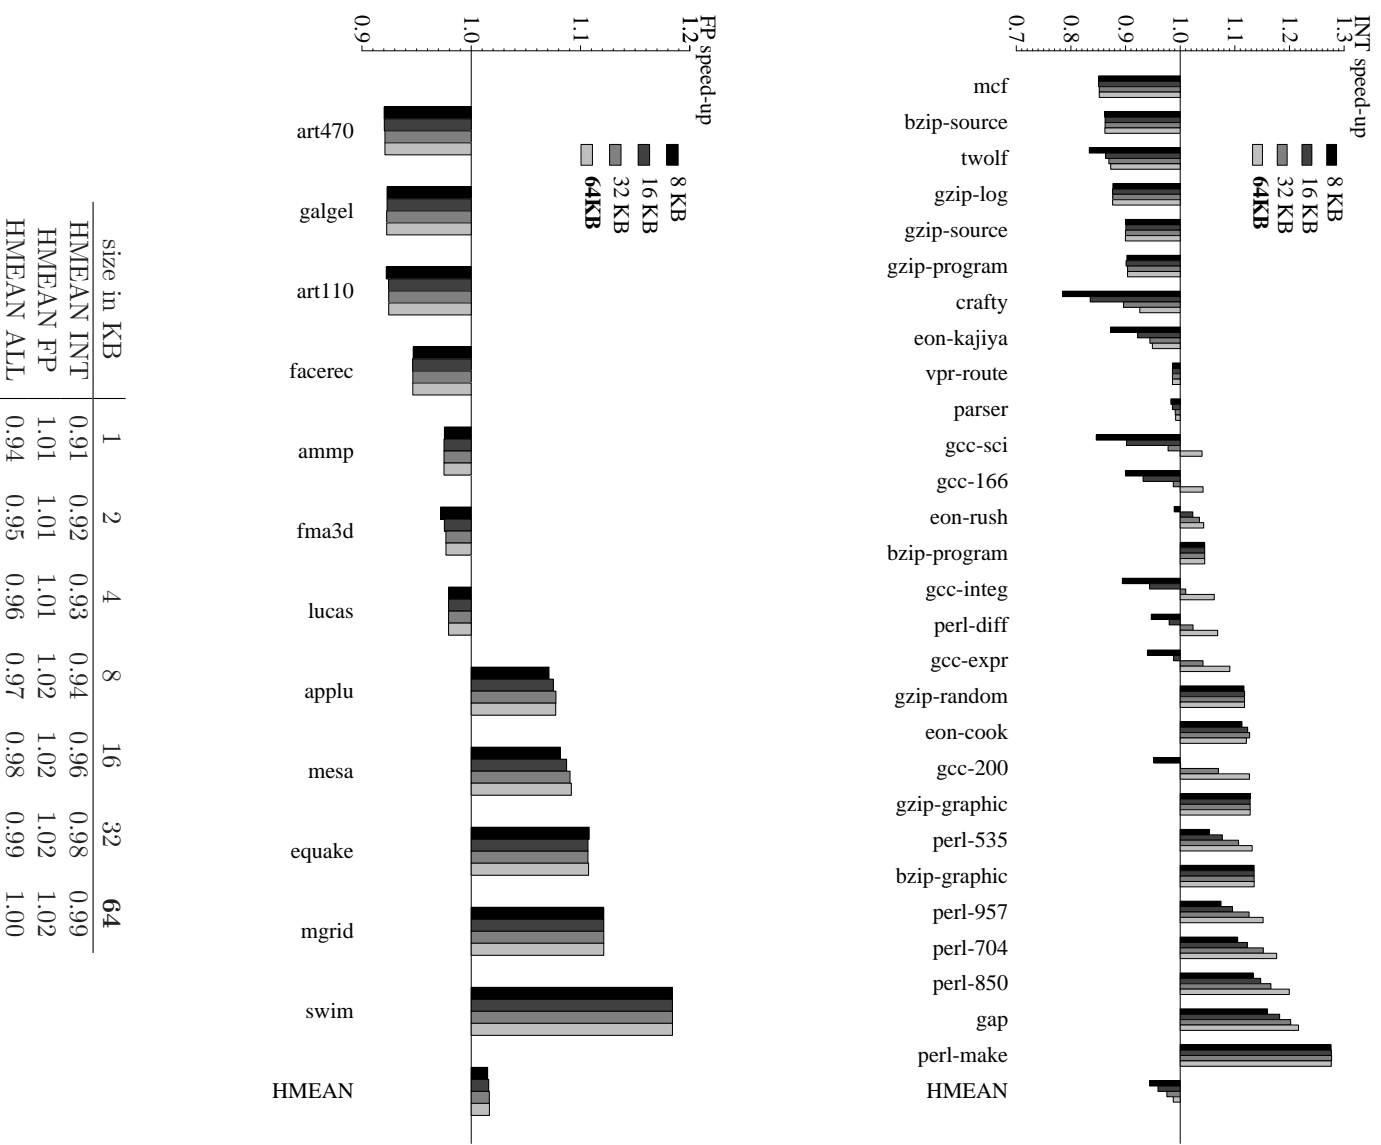 INT speed-up
0.7
0.8
0.9
1.0
1.1
1.2
1.3
8 KB
16 KB
32 KB
64KB
mcf
bzip-source
twolf
gzip-log
gzip-source
gzip-program
crafty
eon-kajiya
vpr-route
parser
gcc-sci
gcc-166
eon-rush
bzip-program
gcc-integ
perl-diff
gcc-expr
gzip-random
eon-cook
gcc-200
gzip-graphic
perl-535
bzip-graphic
perl-957
perl-704
perl-850
gap
perl-make
HMEAN
FP speed-up
0.9
1.0
1.1
1.2
8 KB
16 KB
32 KB
64KB
art470
galgel
art110
facerec
ammp
fma3d
lucas
applu
mesa
equake
mgrid
swim
HMEAN
size in KB 1 2 4 8 16 32 64
HMEAN INT 0.91 0.92 0.93 0.94 0.96 0.98 0.99
HMEAN FP 1.01 1.01 1.01 1.02 1.02 1.02 1.02
HMEAN ALL 0.94 0.95 0.96 0.97 0.98 0.99 1.00